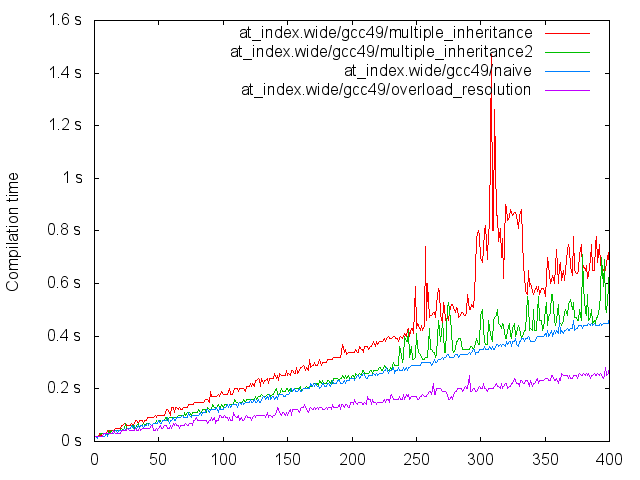 1.6 s
at_index.wide/gcc49/multiple_inheritance
at_index.wide/gcc49/multiple_inheritance2
1.4 s
at_index.wide/gcc49/naive
at_index.wide/gcc49/overload_resolution
1.2 s
1 s
Compilation time
0.8 s
0.6 s
0.4 s
0.2 s
0 s
0 50 100 150 200 250 300 350 400